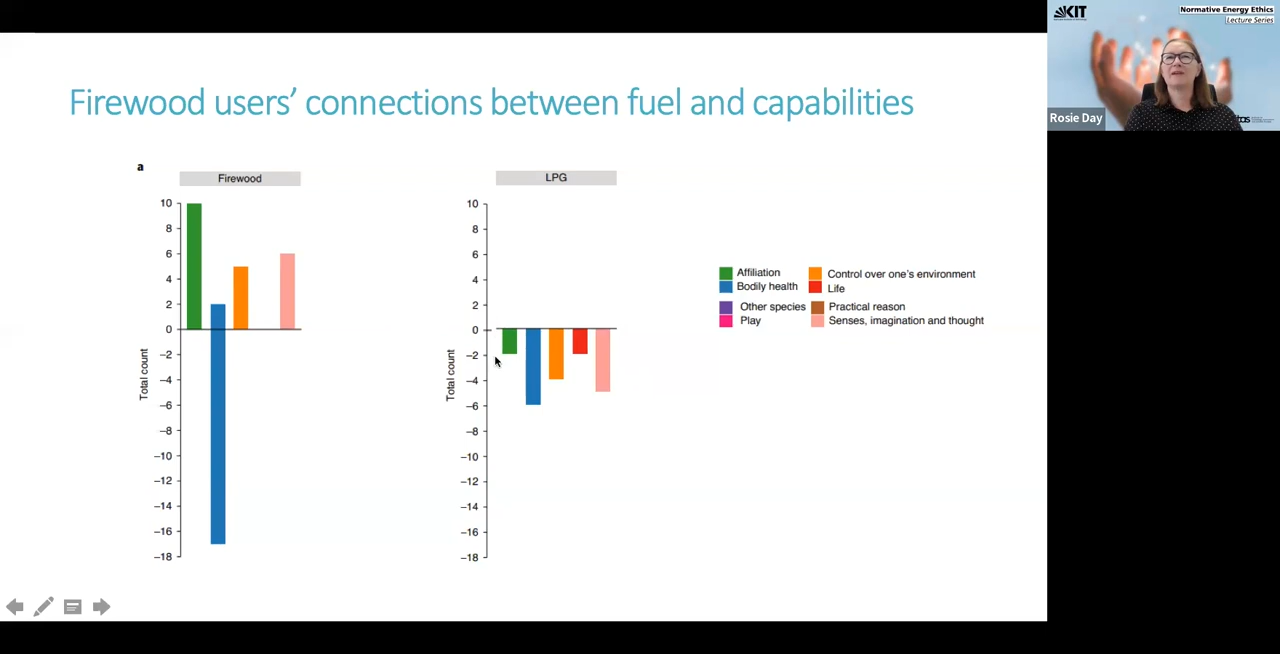 KIT
Normative Energy Ethics
Lecture Series
Rosie Day
Firewood users’ connections between fuel and capabilities
a
Firewood
10
8
6
4
2
0
−2
−4
−6
−8
−10
−12
−14
−16
−18
Total count
LPG
10
8
6
4
2
0
−2
−4
−6
−8
−10
−12
−14
−16
−18
Total count
Affiliation
Control over one’s environment
Bodily health
Life
Other species
Practical reason
Play
Senses, imagination and thought